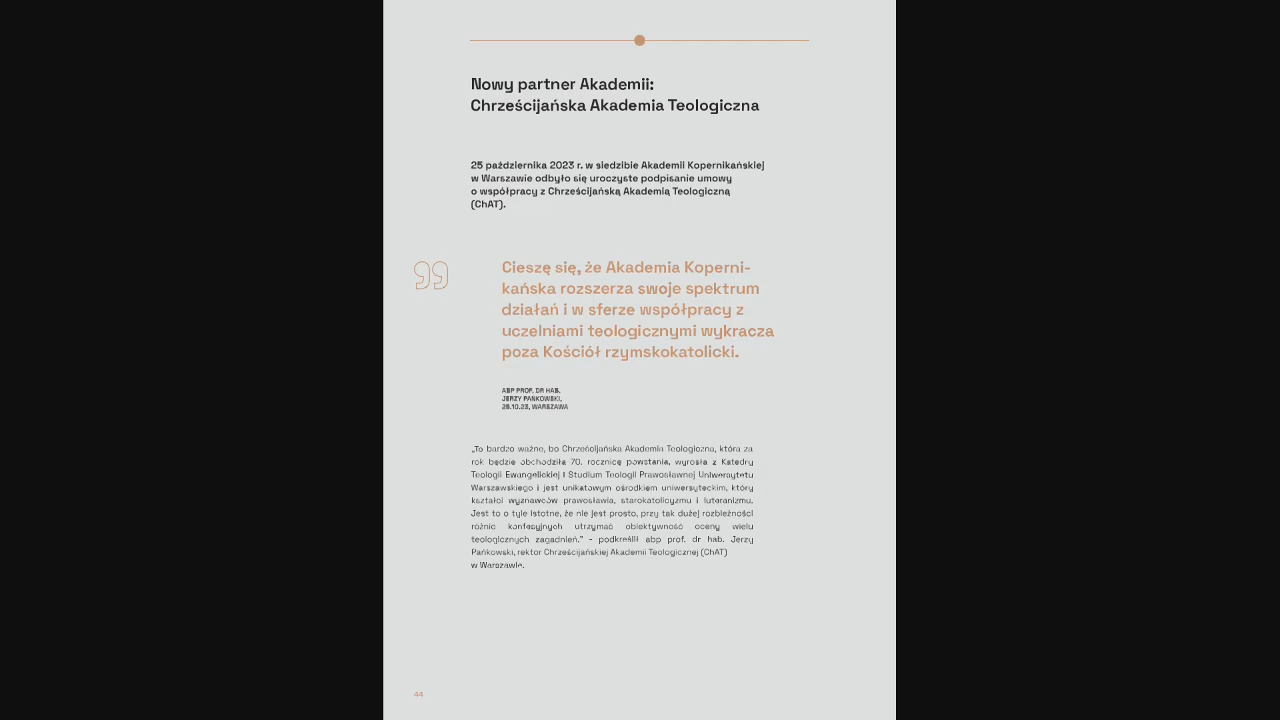 Nowy partner Akademii:
Chrześcijańska Akademia Teologiczna
25 października 2023 r. w siedzibie Akademii Kopernikańskiej
w Warszawie odbyło się uroczyste podpisanie umowy
o współpracy z Chrześcijańską Akademią Teologiczną
(ChAT).
Cieszę się, że Akademia Koperni-
kańska rozszerza swoje spektrum
działań i w sferze współpracy z
uczelniami teologicznymi wykracza
poza Kościół rzymskokatolicki.
ABP PROF. DR HAB.
JERZY PAŃKOWSKI,
25.10.23, WARSZAWA
„To bardzo ważne, bo Chrześcijańska Akademia Teologiczna, która za
rok będzie obchodziła 70. rocznicę powstania, wyrosła z Katedry
Teologii Ewangelickiej i Studium Teologii Prawosławnej Uniwersytetu
Warszawskiego i jest unikatowym ośrodkiem uniwersyteckim, który
kształci wyznawców prawosławia, starokatolicyzmu i luteranizmu.
Jest to o tyle istotne, że nie jest prosto, przy tak dużej rozbieżności
różnic konfesyjnych utrzymać obiektywność oceny wielu
teologicznych zagadnień.” - podkreślił abp prof. dr hab. Jerzy
Pańkowski, rektor Chrześcijańskiej Akademii Teologicznej (ChAT)
w Warszawie.
44